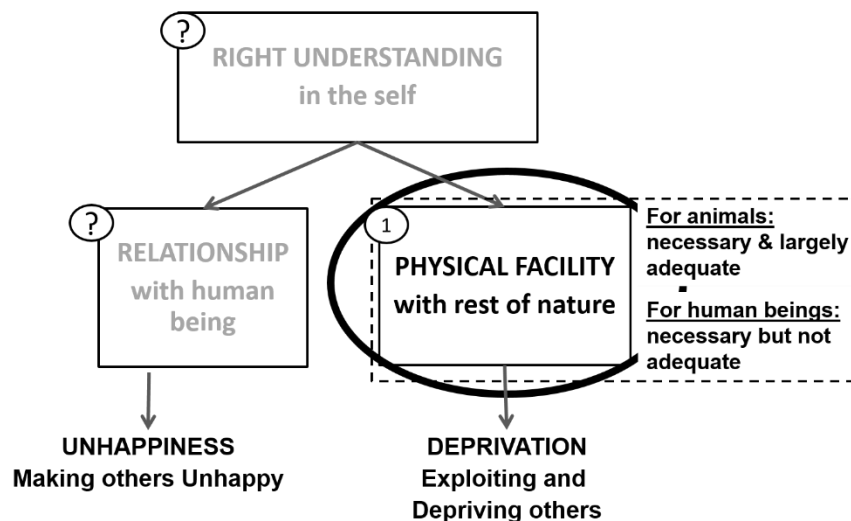 ?
RIGHT UNDERSTANDING
in the self
?
RELATIONSHIP
with human
being
1
PHYSICAL FACILITY
with rest of nature
For animals:
necessary & largely
adequate
For human beings:
necessary but not
adequate
UNHAPPINESS
Making others Unhappy
DEPRIVATION
Exploiting and
Depriving others